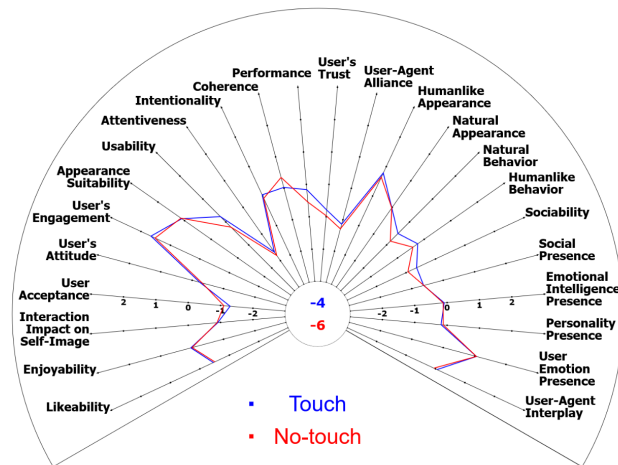 Performance
User's
Trust
User-Agent
Alliance
Coherence
Intentionality
Humanlike
Appearance
Attentiveness
Natural
Appearance
Usability
Natural
Behavior
Appearance
Suitability
Humanlike
Behavior
User's
Engagement
Sociability
User's
Attitude
Social
Presence
User
Acceptance
Emotional
Intelligence
Presence
2 1 0 -1 -2
-4
-2 -1 0 1 2
Interaction
Impact on
Self-Image
-6
Personality
Presence
Enjoyability
User
Emotion
Presence
Likeability
User-Agent
Interplay
Touch
No-touch